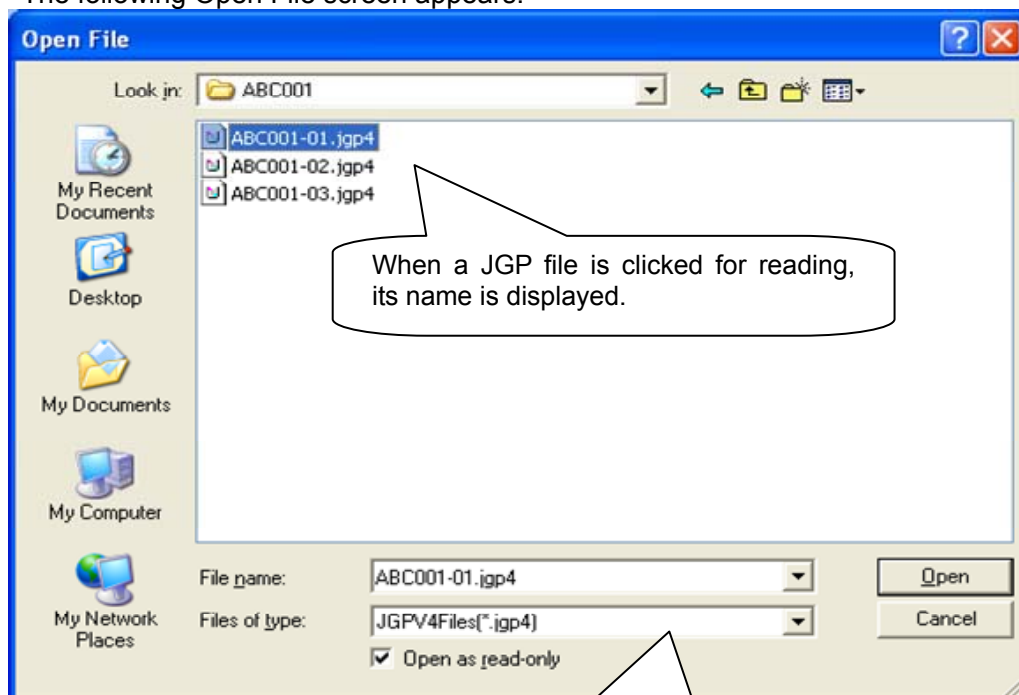 The following Open File screen appears.
Open File
Look in:
ABC001
ABC001-01.jgp4
ABC001-02.jgp4
ABC001-03.jgp4
My Recent
Documents
Desktop
My Documents
My Computer
My Network
Places
When a JGP file is clicked for reading,
its name is displayed.
File name:
ABC001-01.jgp4
Open
Files of type:
JGPV4Files(*.jgp4)
Cancel
Open as read-only